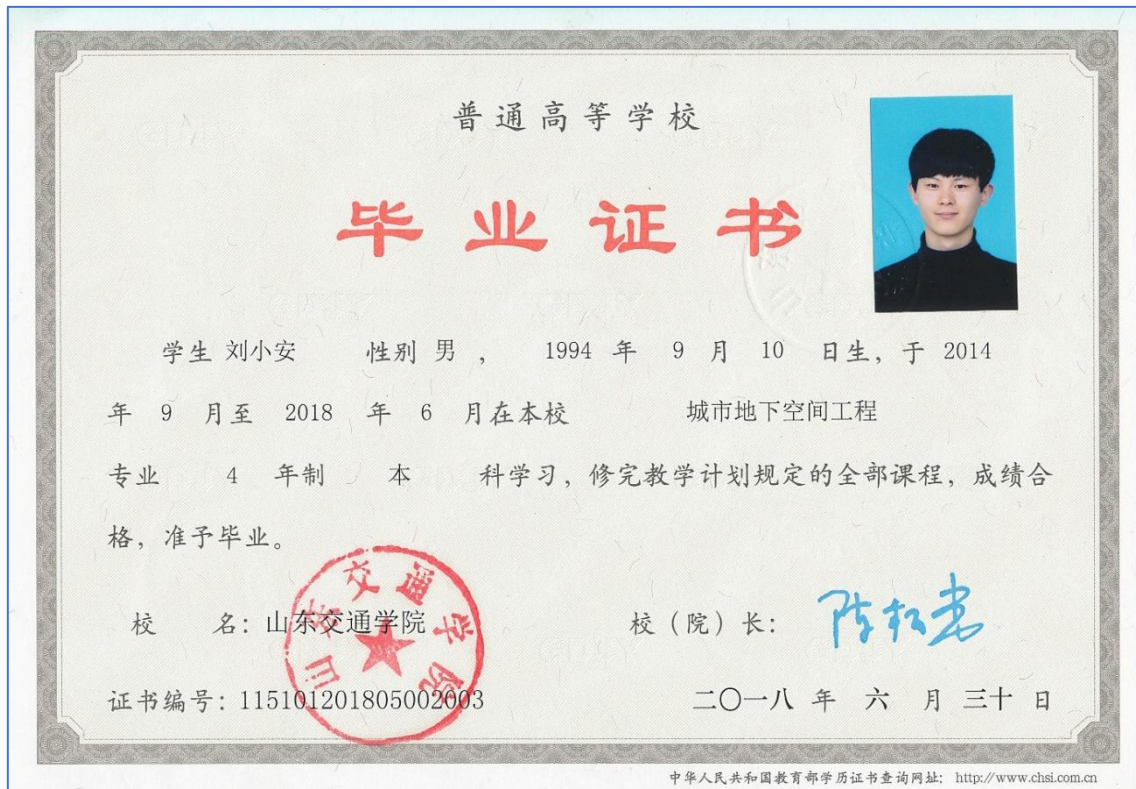 普通高等学校
毕业证书
学生 刘小安 性别 男 , 1994 年 9 月 10 日生, 于 2014
年 9 月至 2018 年 6 月在本校 城市地下空间工程
专业 4 年制 本 科学习, 修完教学计划规定的全部课程, 成绩合
格, 准予毕业。
山东交通学院
校 名: 山东交通学院 校（院）长:
证书编号: 115101201805002003 二〇一八 年 六 月 三十 日
中华人民共和国教育部学历证书查询网址: http://www.chsi.com.cn